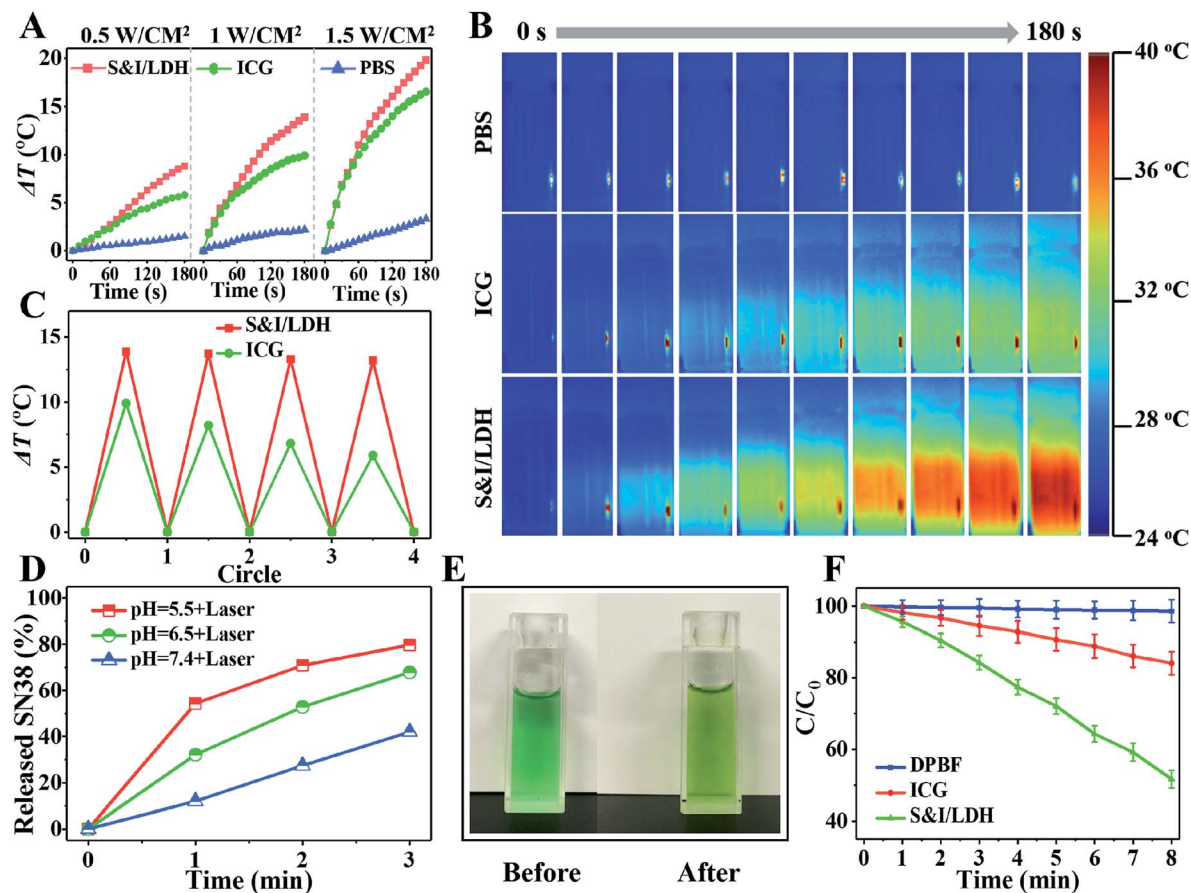 A
0.5 W/CM² 1 W/CM² 1.5 W/CM²
S&I/LDH ICG PBS
20
15
10
5
0
ΔT (°C)
0 60 120 180 0 60 120 180 0 60 120 180
Time (s) Time (s) Time (s)
B
0 s 180 s
PBS
ICG
S&I/LDH
40 °C
36 °C
32 °C
28 °C
24 °C
C
S&I/LDH
ICG
15
10
5
0
ΔT (°C)
0 1 2 3 4
Circle
D
100
80
60
40
20
0
Released SN38 (%)
pH=5.5+Laser
pH=6.5+Laser
pH=7.4+Laser
0 1 2 3
Time (min)
E
Before After
F
100
80
60
40
C/C₀
DPBF
ICG
S&I/LDH
0 1 2 3 4 5 6 7 8
Time (min)